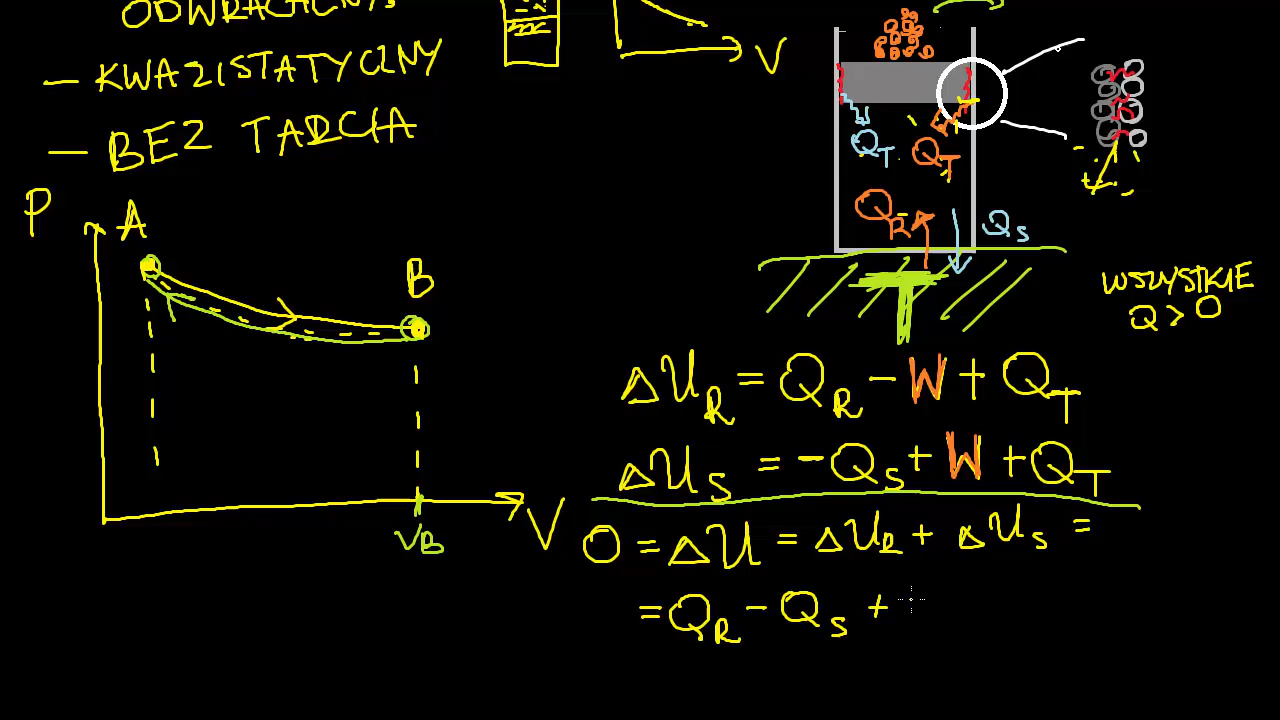 - KWAZISTATYCZNY
- BEZ TARCIA
P
A
B
V
VB
V
QT
QT
QR
QS
WSZYSTKIE
Q > 0
ΔUR = QR - W + QT
ΔUS = -QS + W + QT
0 = ΔU = ΔUR + ΔUS =
= QR - QS +